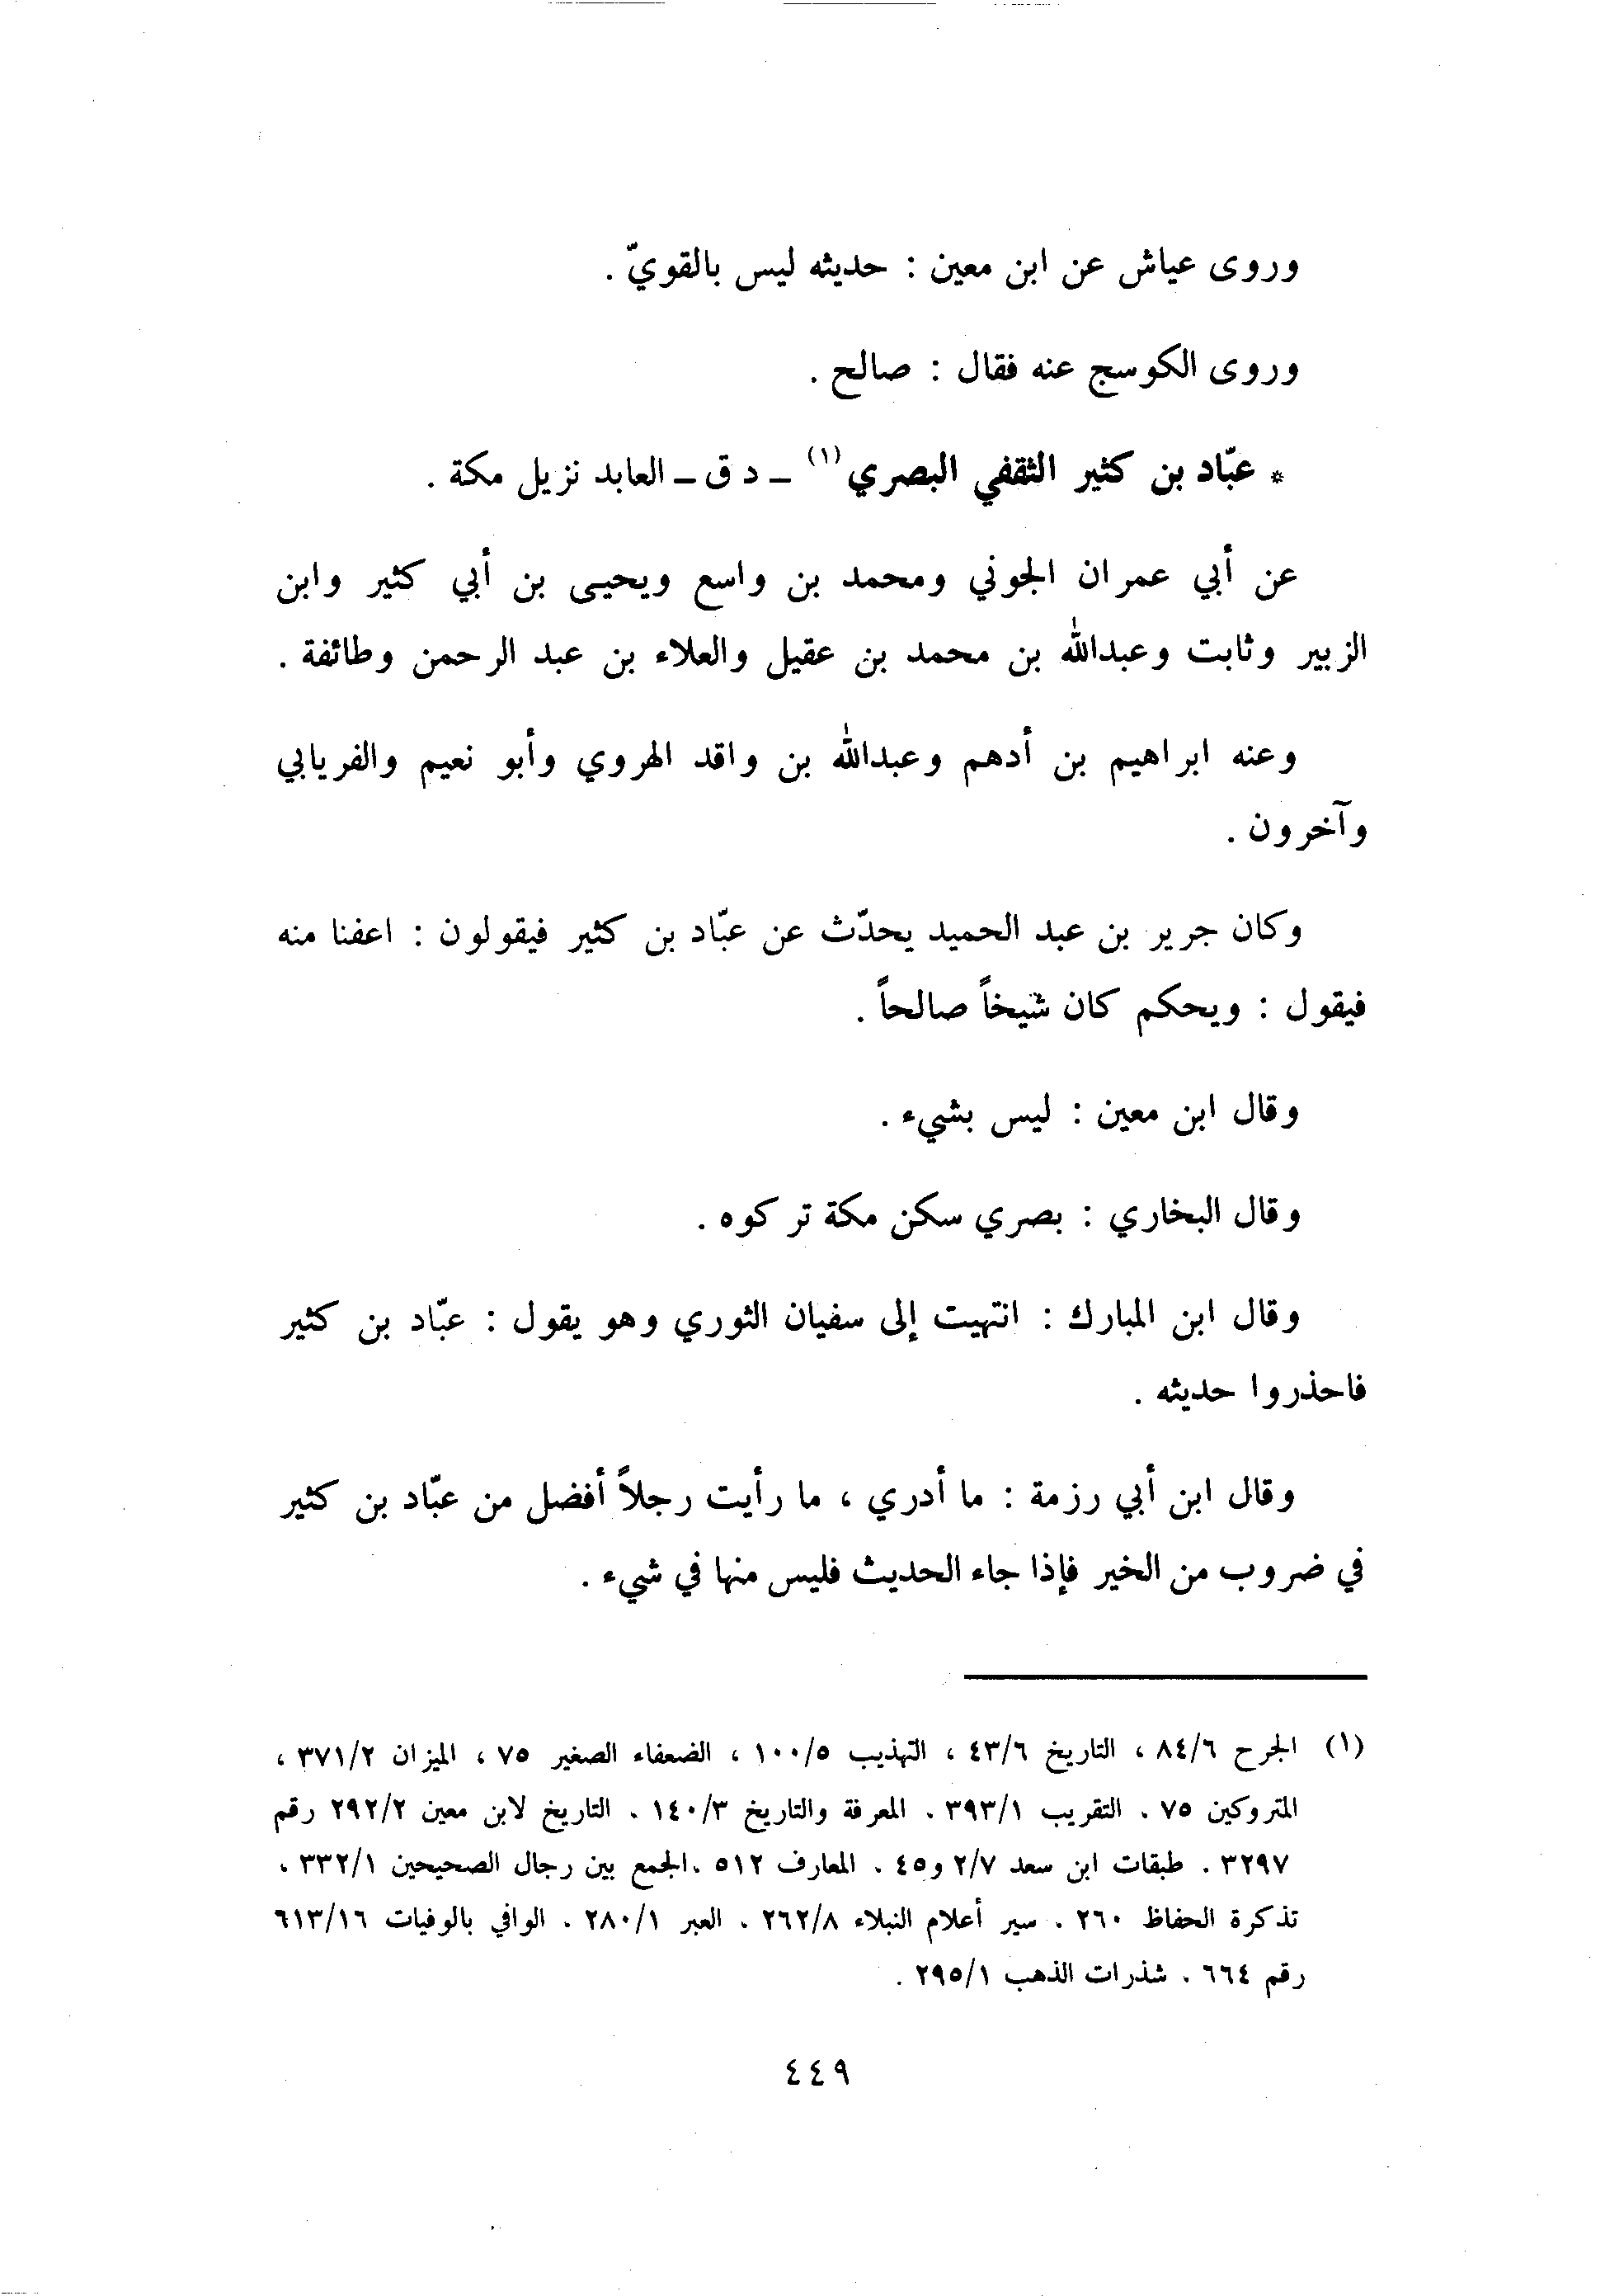 وروى عياش عن ابن معين : حديثه ليس بالقويّ .
وروى الكوسج عنه فقال : صالح .
* عبّاد بن كثير الثقفي البصري (١) – د ق – العابد نزيل مكة .
عن أبي عمران الجوني ومحمد بن واسع ويحيى بن أبي كثير وابن
الزبير وثابت وعبدالله بن محمد بن عقيل والعلاء بن عبد الرحمن وطائفة .
وعنه ابراهيم بن أدهم وعبدالله بن واقد الهروي وأبو نعيم والفريابي
وآخرون .
وكان جرير بن عبد الحميد يحدّث عن عبّاد بن كثير فيقولون : اعفنا منه
فيقول : ويحكم كان شيخاً صالحاً .
وقال ابن معين : ليس بشيء .
وقال البخاري : بصري سكن مكة تركوه .
وقال ابن المبارك : انتهيت إلى سفيان الثوري وهو يقول : عبّاد بن كثير
فاحذروا حديثه .
وقال ابن أبي رزمة : ما أدري ، ما رأيت رجلاً أفضل من عبّاد بن كثير
في ضروب من الخير فإذا جاء الحديث فليس منها في شيء .
(١) الجرح ٨٤/٦ ، التاريخ ٤٣/٦ ، التهذيب ١٠٠/٥ ، الضعفاء الصغير ٧٥ ، الميزان ٣٧١/٢ ،
المتروكين ٧٥ . التقريب ٣٩٣/١ . المعرفة والتاريخ ١٤٠/٣ . التاريخ لابن معين ٢٩٢/٢ رقم
٣٢٩٧ . طبقات ابن سعد ٢/٧ و٤٥ . المعارف ٥١٢ .الجمع بين رجال الصحيحين ٣٣٢/١ .
تذكرة الحفاظ ٢٦٠ . سير أعلام النبلاء ٢٦٢/٨ . العبر ٢٨٠/١ . الوافي بالوفيات ٦١٣/١٦
رقم ٦٦٤ . شذرات الذهب ٢٩٥/١ .
٤٤٩